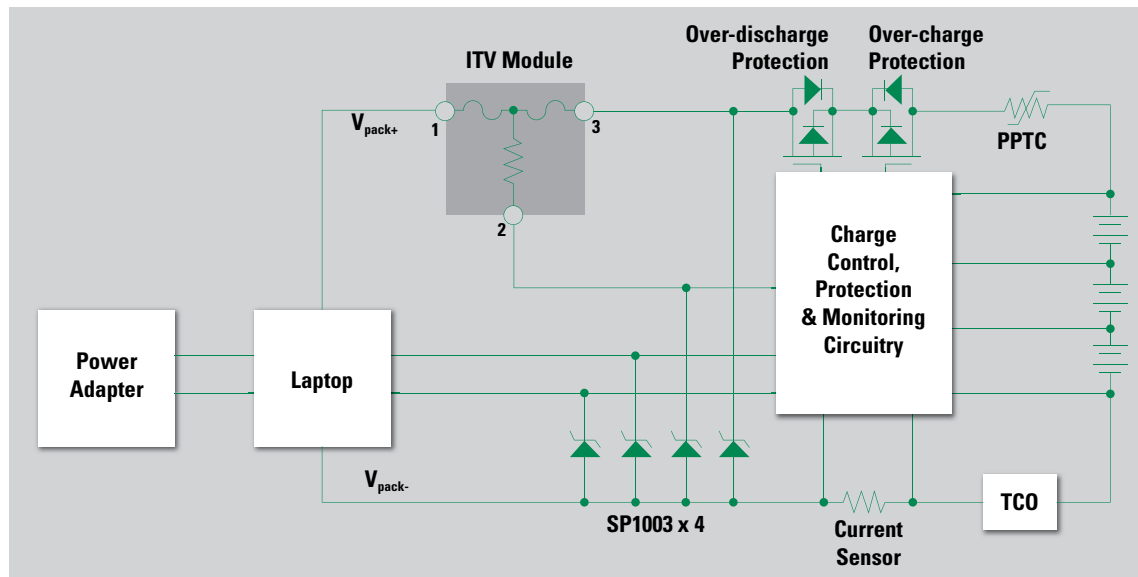 Over-discharge
Protection
Over-charge
Protection
ITV Module
Vpack+
1
3
2
PPTC
Charge
Control,
Protection
& Monitoring
Circuitry
Power
Adapter
Laptop
Vpack-
SP1003 x 4
Current
Sensor
TCO